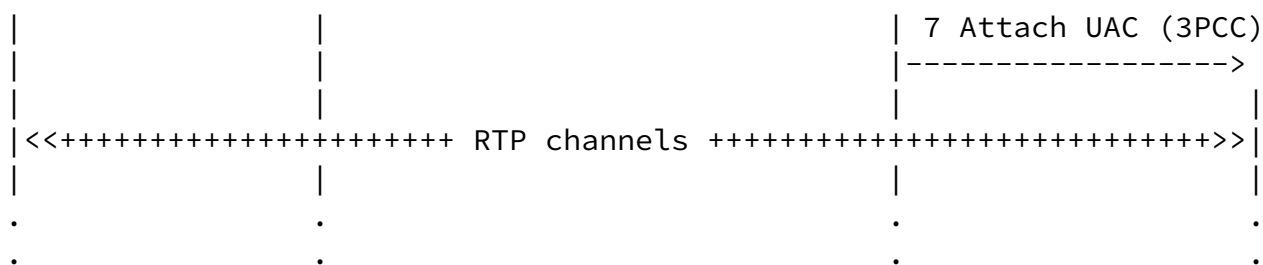 |                |                               | 7 Attach UAC (3PCC)
|                |                               |------------------>
|                |                               |                   |
|<<++++++++++++++++++++++ RTP channels ++++++++++++++++++++++++++++>>|
|                |                               |                   |
.                .                               .                   .
.                .                               .                   .